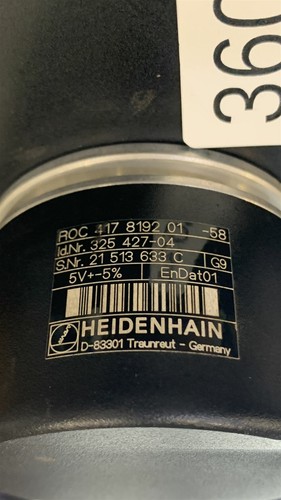 360
ROC 417 8192 01 -58
Id.Nr. 325 427-04
S.Nr. 21 513 633 C G9
5V+-5% EnDat01
HEIDENHAIN
D-83301 Traunreut - Germany